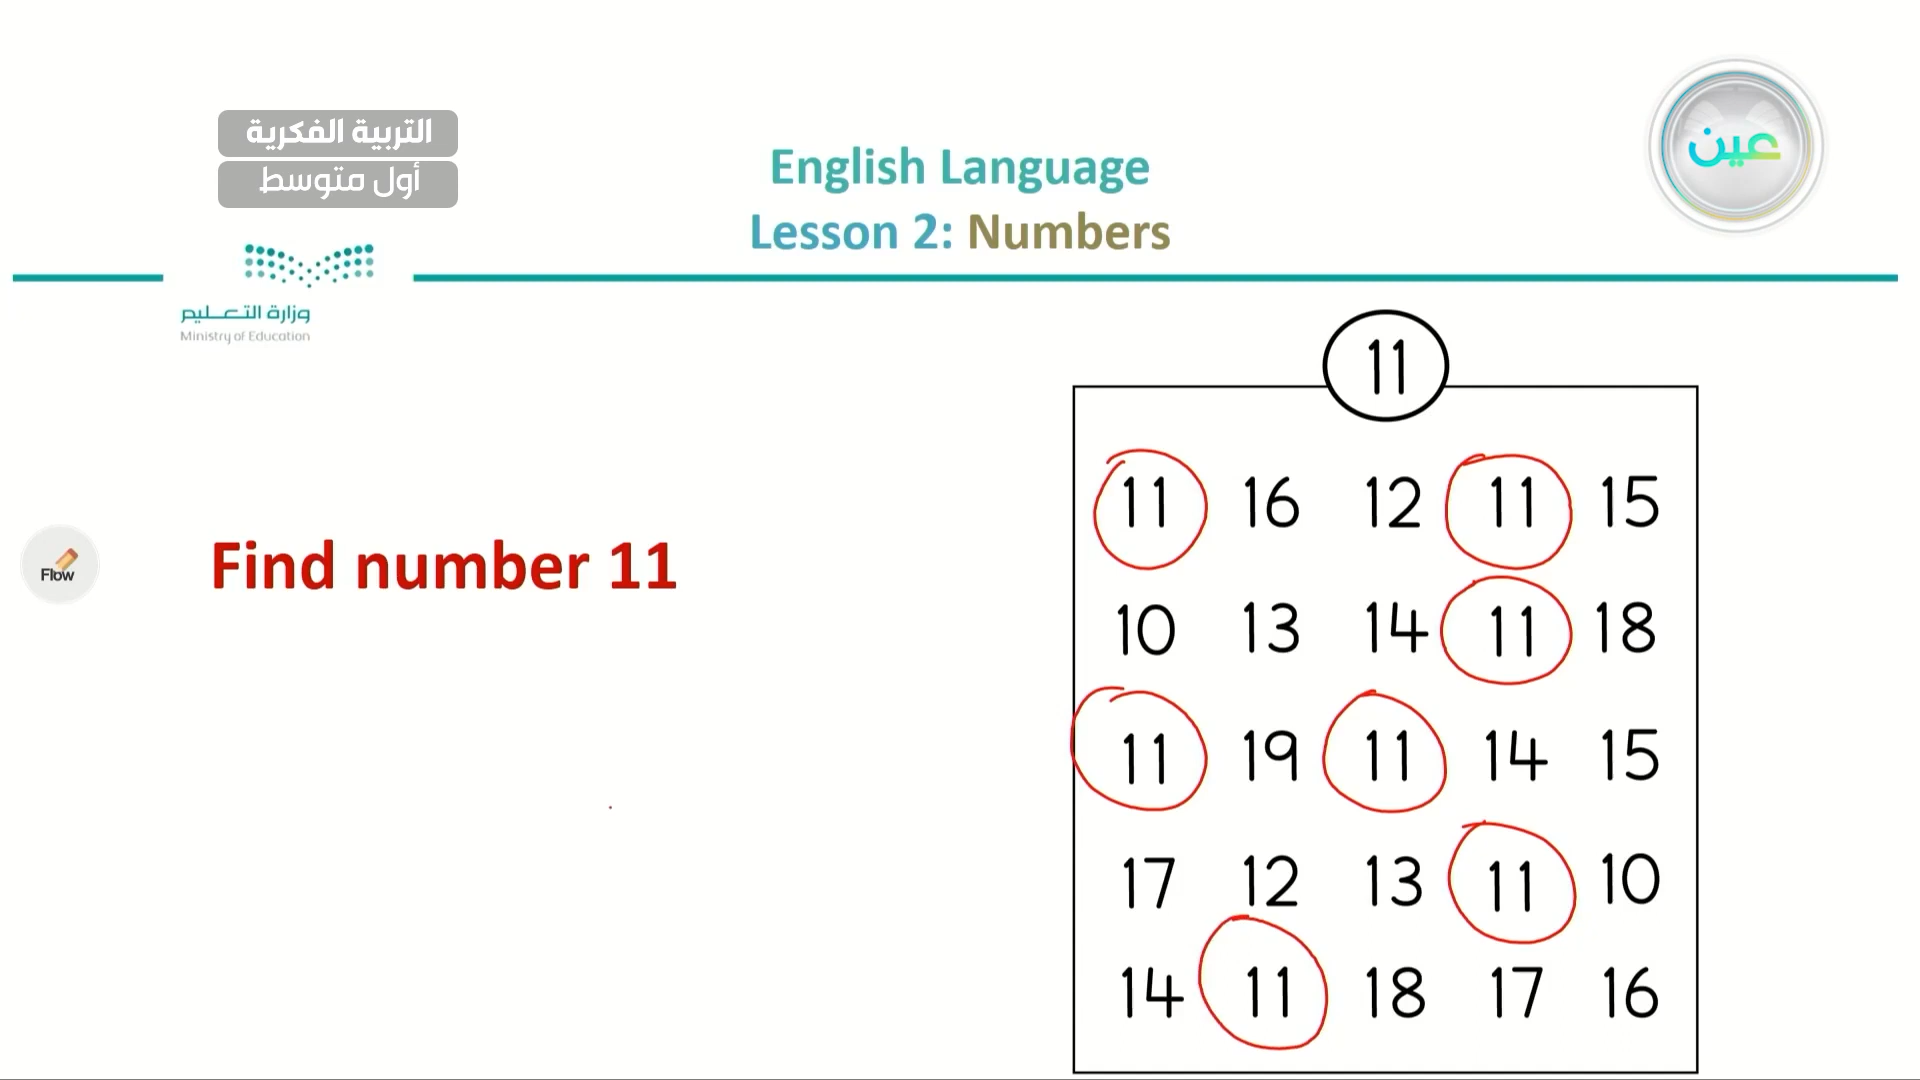 التربية الفكرية
أول متوسط
English Language
Lesson 2: Numbers
عين
وزارة التعليم
Ministry of Education
Flow
Find number 11
11
11 16 12 11 15
10 13 14 11 18
11 19 11 14 15
17 12 13 11 10
14 11 18 17 16